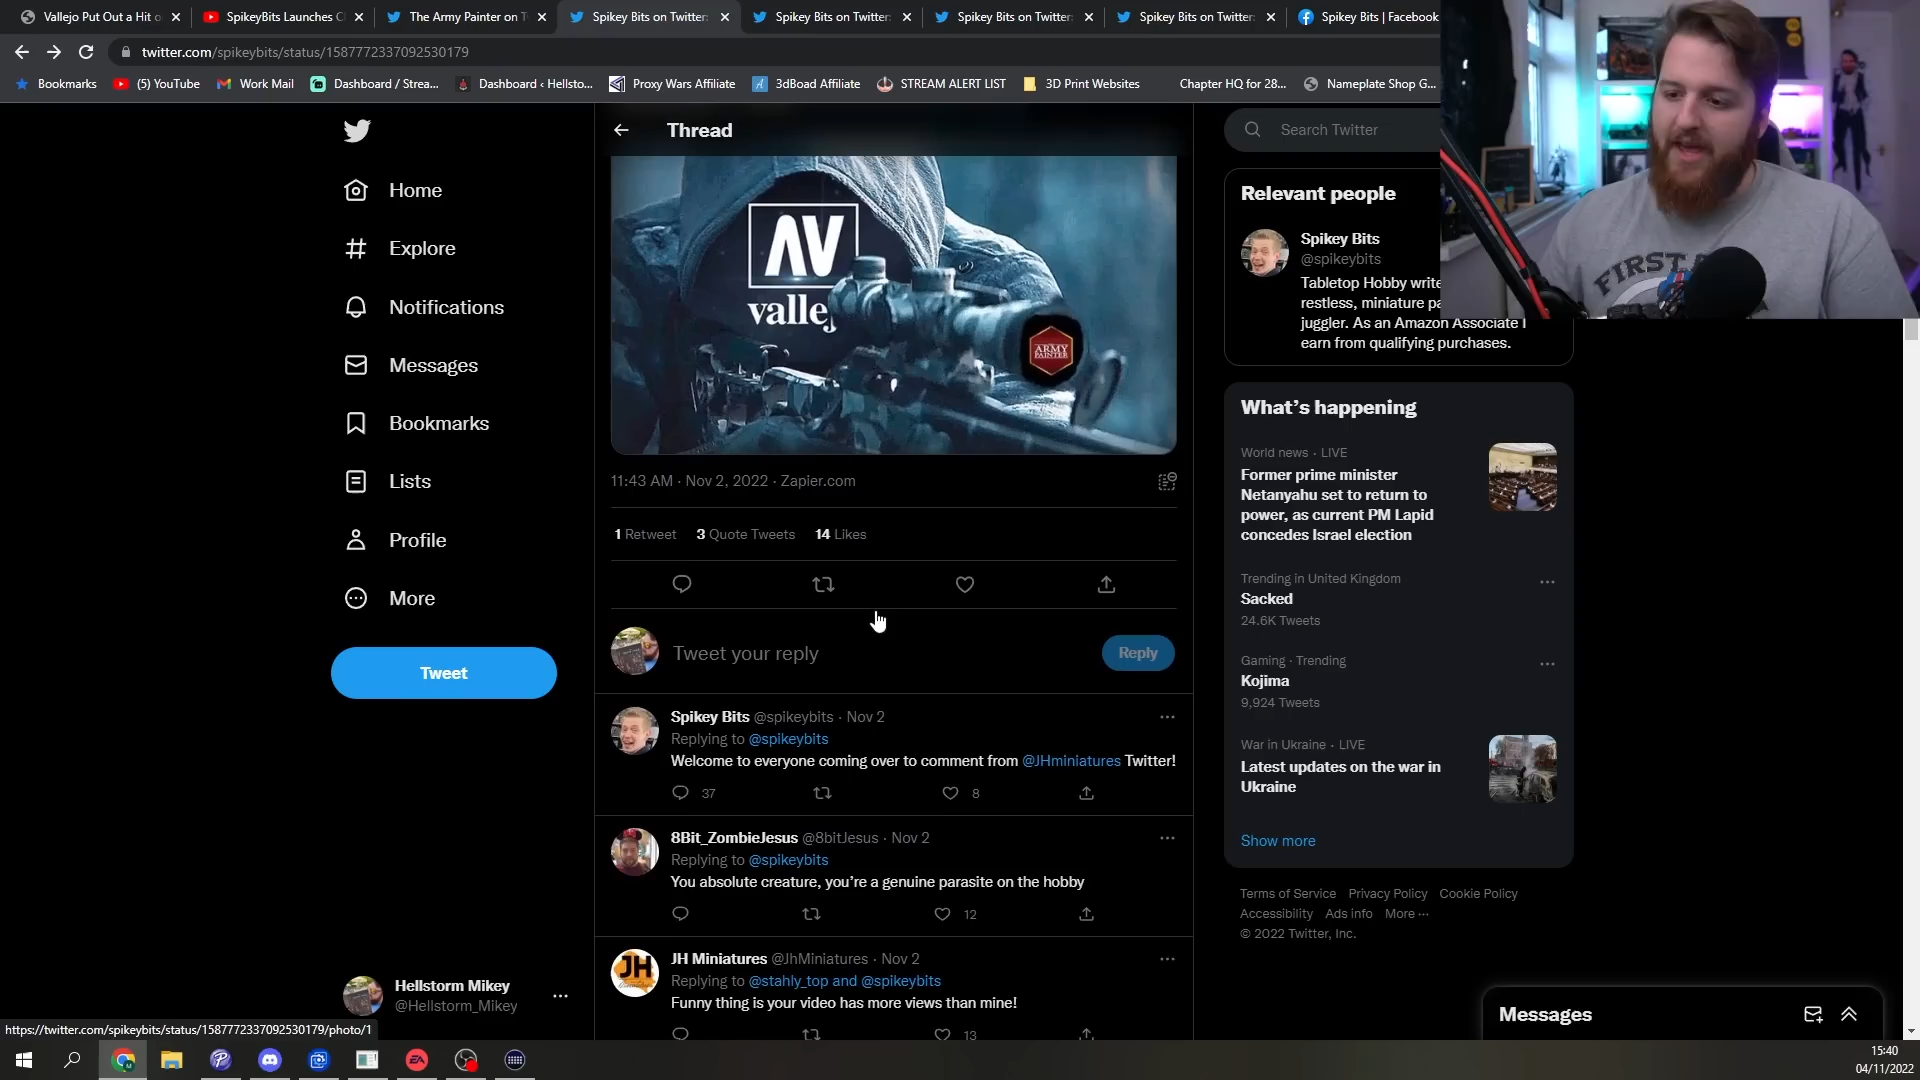 Vallejo Put Out a Hit o
SpikeyBits Launches C
The Army Painter on T
Spikey Bits on Twitter:
Spikey Bits on Twitter:
Spikey Bits on Twitter:
Spikey Bits on Twitter:
Spikey Bits | Facebook
twitter.com/spikeybits/status/1587772337092530179
Bookmarks
(5) YouTube
Work Mail
Dashboard / Strea...
Dashboard ‹ Hellsto...
Proxy Wars Affiliate
3dBoad Affiliate
STREAM ALERT LIST
3D Print Websites
Chapter HQ for 28...
Nameplate Shop G...
Home
Explore
Notifications
Messages
Bookmarks
Lists
Profile
More
Tweet
Hellstorm Mikey
@Hellstorm_Mikey
https://twitter.com/spikeybits/status/1587772337092530179/photo/1
Thread
AV
vallej
ARMY
PAINTER
11:43 AM · Nov 2, 2022 · Zapier.com
1 Retweet 3 Quote Tweets 14 Likes
Tweet your reply
Reply
Spikey Bits @spikeybits · Nov 2
Replying to @spikeybits
Welcome to everyone coming over to comment from @JHminiatures Twitter!
37
8
8Bit_ZombieJesus @8bitJesus · Nov 2
Replying to @spikeybits
You absolute creature, you're a genuine parasite on the hobby
12
JH
JH Miniatures @JhMiniatures · Nov 2
Replying to @stahly_top and @spikeybits
Funny thing is your video has more views than mine!
13
Search Twitter
Relevant people
Spikey Bits
@spikeybits
Tabletop Hobby write
restless, miniature pa
juggler. As an Amazon Associate I
earn from qualifying purchases.
FIRST
What's happening
World news · LIVE
Former prime minister
Netanyahu set to return to
power, as current PM Lapid
concedes Israel election
Trending in United Kingdom
Sacked
24.6K Tweets
Gaming · Trending
Kojima
9,924 Tweets
War in Ukraine · LIVE
Latest updates on the war in
Ukraine
Show more
Terms of Service Privacy Policy Cookie Policy
Accessibility Ads info More ···
© 2022 Twitter, Inc.
Messages
15:40
04/11/2022